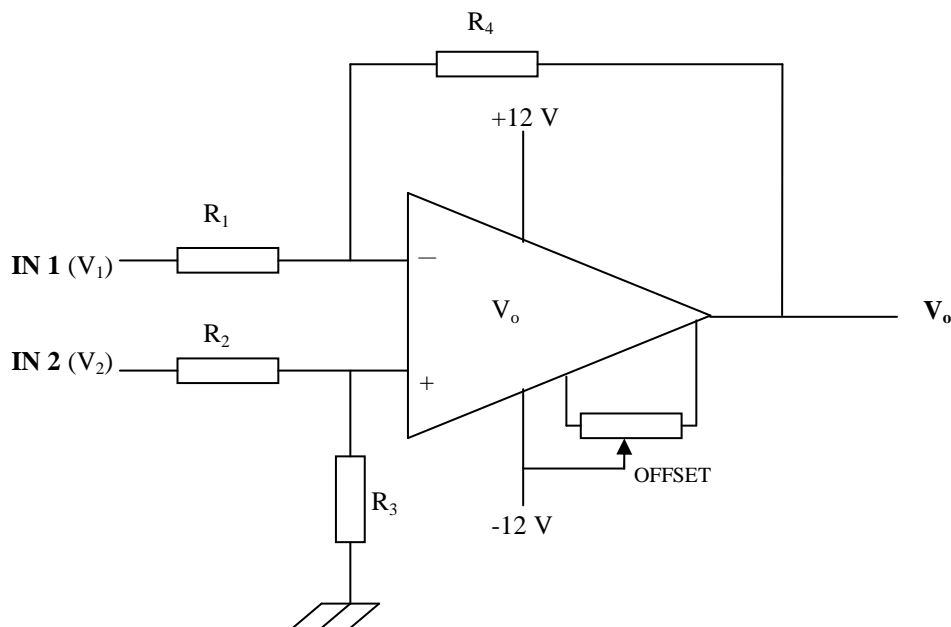 R₄
+12 V
R₁
IN 1 (V₁)
−
Vₒ
Vₒ
R₂
IN 2 (V₂)
+
OFFSET
R₃
-12 V